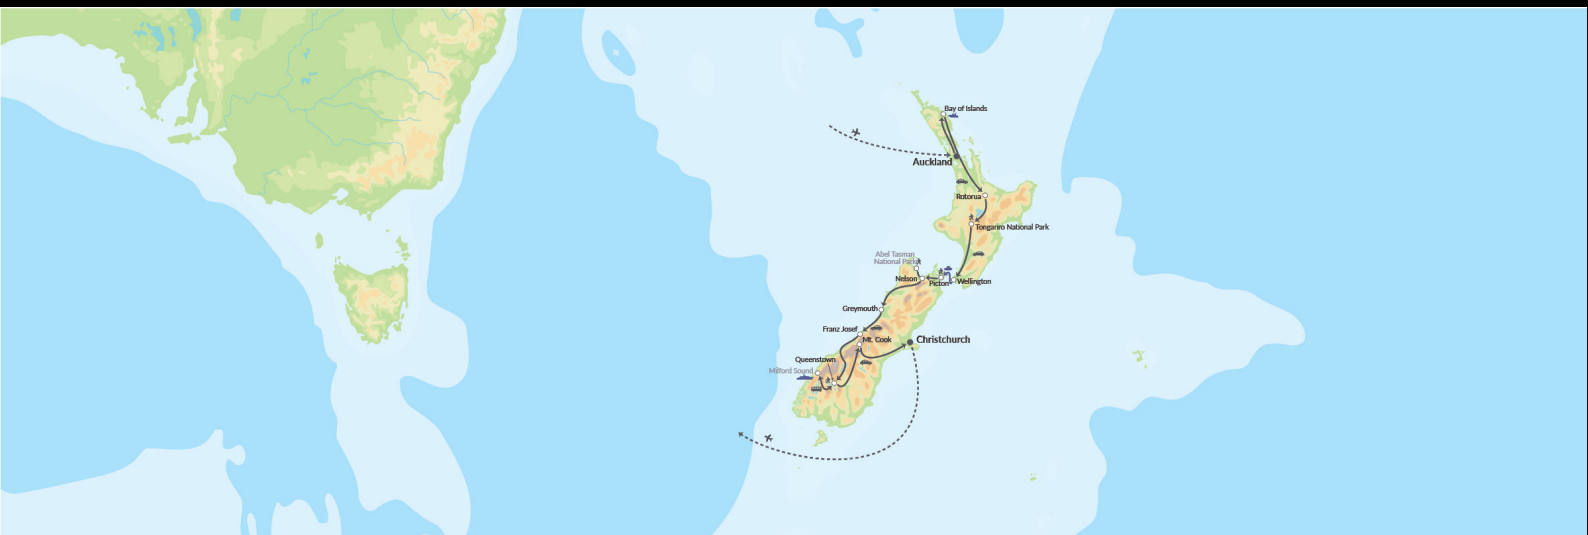 Bay of Islands
Auckland
Rotorua
Tongariro National Park
Abel Tasman
National Park
Nelson
Picton
Wellington
Greymouth
Franz Josef
Mt. Cook
Christchurch
Queenstown
Milford Sound